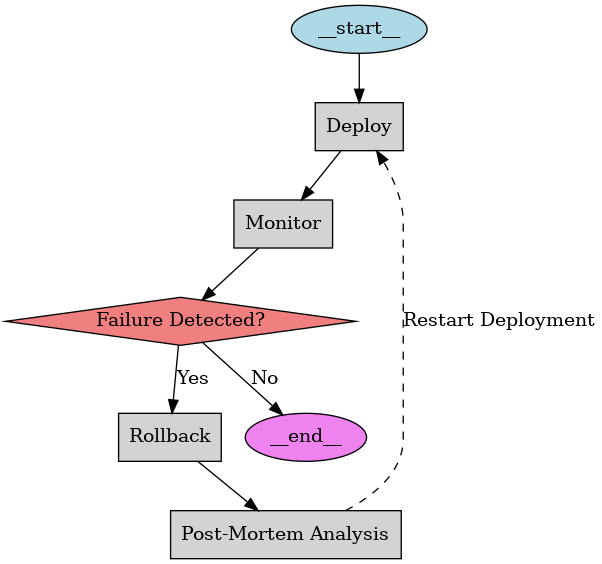 __start__
Deploy
Monitor
Failure Detected?
Restart Deployment
Yes
No
Rollback
__end__
Post-Mortem Analysis